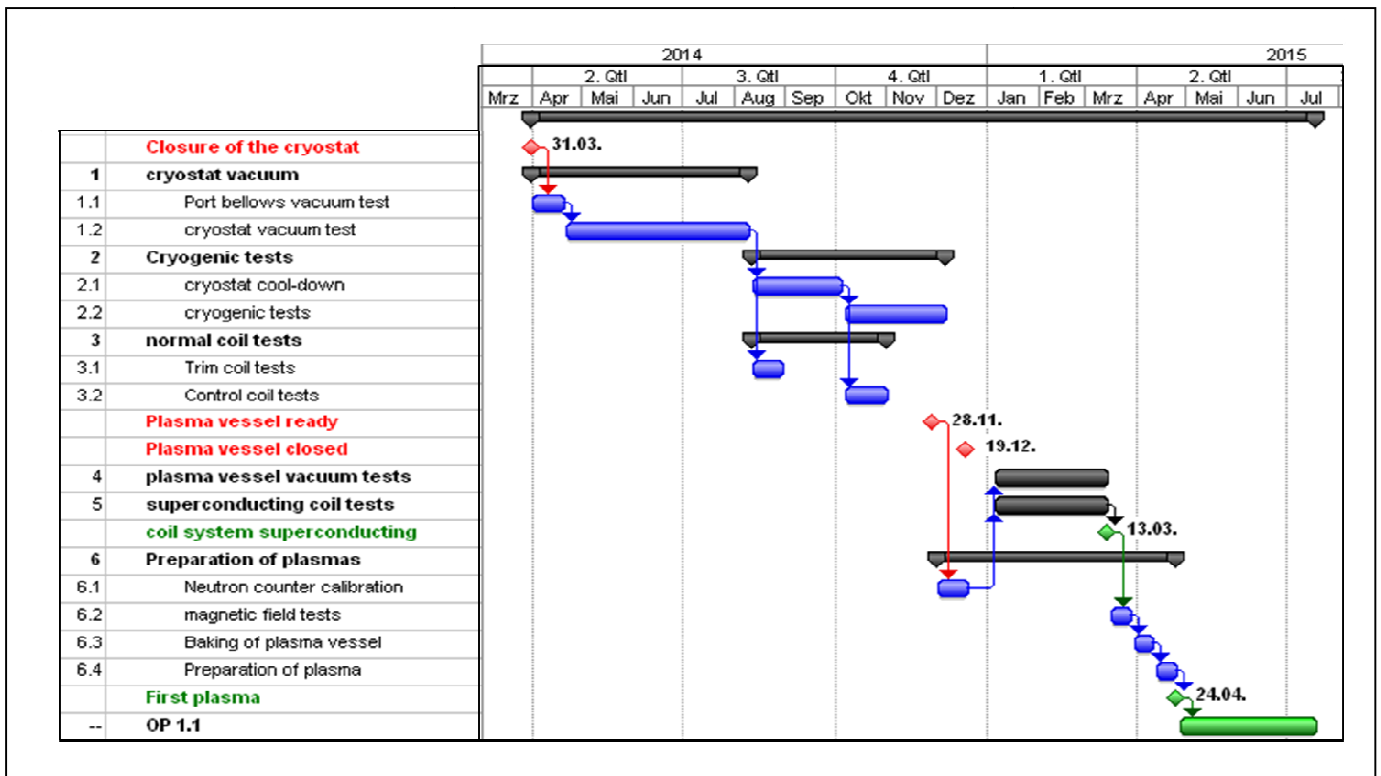 2014 2015
2. Qtl 3. Qtl 4. Qtl 1. Qtl 2. Qtl
Mrz Apr Mai Jun Jul Aug Sep Okt Nov Dez Jan Feb Mrz Apr Mai Jun Jul
Closure of the cryostat 31.03.
1 cryostat vacuum
1.1 Port bellows vacuum test
1.2 cryostat vacuum test
2 Cryogenic tests
2.1 cryostat cool-down
2.2 cryogenic tests
3 normal coil tests
3.1 Trim coil tests
3.2 Control coil tests
Plasma vessel ready 28.11.
Plasma vessel closed 19.12.
4 plasma vessel vacuum tests
5 superconducting coil tests
coil system superconducting 13.03.
6 Preparation of plasmas
6.1 Neutron counter calibration
6.2 magnetic field tests
6.3 Baking of plasma vessel
6.4 Preparation of plasma
First plasma 24.04.
-- OP 1.1